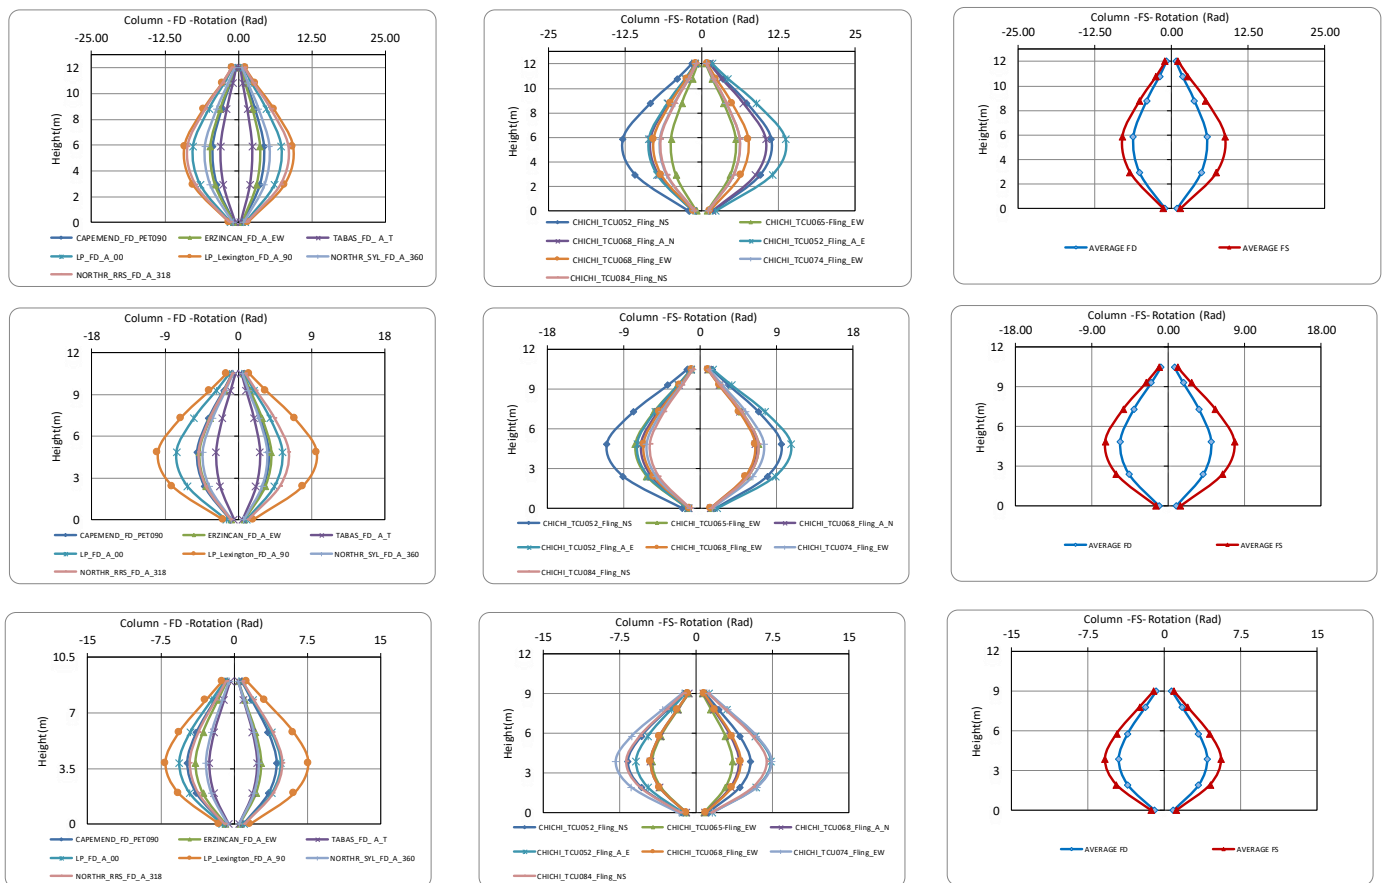 Column -FD -Rotation (Rad)
-25.00 -12.50 0.00 12.50 25.00
12
10
8
6
4
2
0
Height(m)
CAPEMEND_FD_PET090 ERZINCAN_FD_A_EW TABAS_FD_ A_T
LP_FD_A_00 LP_Lexington_FD_A_90 NORTHR_SYL_FD_A_360
NORTHR_RRS_FD_A_318
Column -FS- Rotation (Rad)
-25 -12.5 0 12.5 25
12
10
8
6
4
2
0
Height(m)
CHICHI_TCU052_Fling_NS CHICHI_TCU065-Fling_EW
CHICHI_TCU068_Fling_A_N CHICHI_TCU052_Fling_A_E
CHICHI_TCU068_Fling_EW CHICHI_TCU074_Fling_EW
CHICHI_TCU084_Fling_NS
Column -FS- Rotation (Rad)
-25.00 -12.50 0.00 12.50 25.00
12
10
8
6
4
2
0
Height(m)
AVERAGE FD AVERAGE FS
Column -FD -Rotation (Rad)
-18 -9 0 9 18
12
9
6
3
0
Height(m)
CAPEMEND_FD_PET090 ERZINCAN_FD_A_EW TABAS_FD_A_T
LP_FD_A_00 LP_Lexington_FD_A_90 NORTHR_SYL_FD_A_360
NORTHR_RRS_FD_A_318
Column -FS- Rotation (Rad)
-18 -9 0 9 18
12
9
6
3
0
Height(m)
CHICHI_TCU052_Fling_NS CHICHI_TCU065-Fling_EW CHICHI_TCU068_Fling_A_N
CHICHI_TCU052_Fling_A_E CHICHI_TCU068_Fling_EW CHICHI_TCU074_Fling_EW
CHICHI_TCU084_Fling_NS
Column -FS- Rotation (Rad)
-18.00 -9.00 0.00 9.00 18.00
12
9
6
3
0
Height(m)
AVERAGE FD AVERAGE FS
Column -FD -Rotation (Rad)
-15 -7.5 0 7.5 15
10.5
7
3.5
0
Height(m)
CAPEMEND_FD_PET090 ERZINCAN_FD_A_EW TABAS_FD_ A_T
LP_FD_A_00 LP_Lexington_FD_A_90 NORTHR_SYL_FD_A_360
NORTHR_RRS_FD_A_318
Column -FS- Rotation (Rad)
-15 -7.5 0 7.5 15
12
9
6
3
0
Height(m)
CHICHI_TCU052_Fling_NS CHICHI_TCU065-Fling_EW CHICHI_TCU068_Fling_A_N
CHICHI_TCU052_Fling_A_E CHICHI_TCU068_Fling_EW CHICHI_TCU074_Fling_EW
CHICHI_TCU084_Fling_NS
Column -FS- Rotation (Rad)
-15 -7.5 0 7.5 15
12
9
6
3
0
Height(m)
AVERAGE FD AVERAGE FS